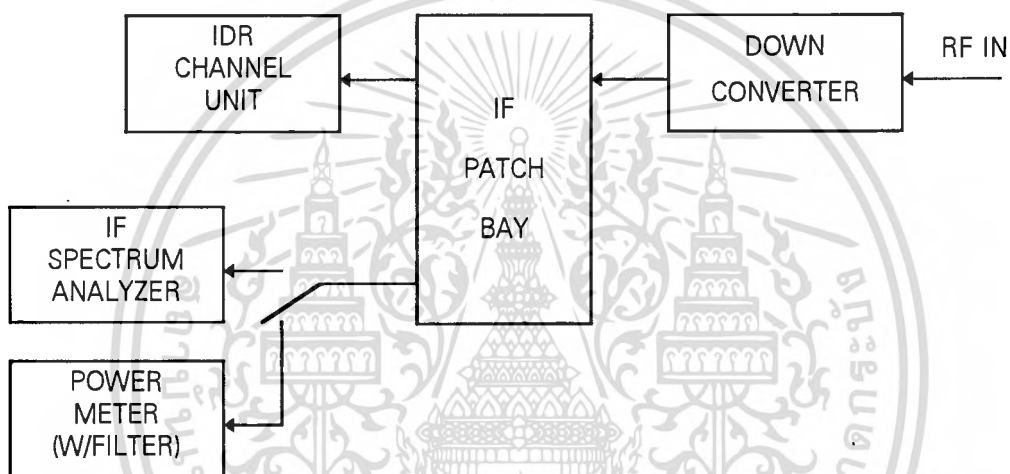 IDR
CHANNEL
UNIT
IF
PATCH
BAY
DOWN
CONVERTER
RF IN
IF
SPECTRUM
ANALYZER
POWER
METER
(W/FILTER)